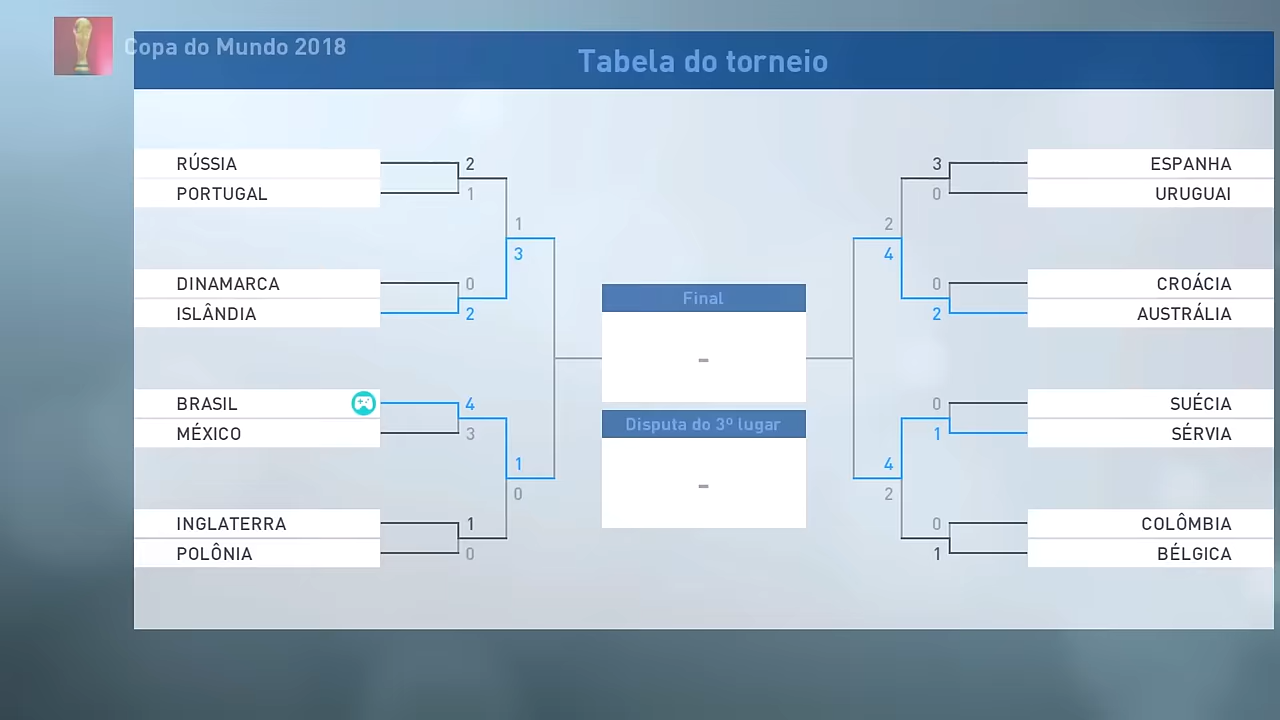 Copa do Mundo 2018
Tabela do torneio
RÚSSIA 2
PORTUGAL 1
1
3
DINAMARCA 0
ISLÂNDIA 2
BRASIL 4
MÉXICO 3
1
0
INGLATERRA 1
POLÔNIA 0
Final
-
Disputa do 3º lugar
-
3 ESPANHA
0 URUGUAI
2
4
0 CROÁCIA
2 AUSTRÁLIA
0 SUÉCIA
1 SÉRVIA
4
2
0 COLÔMBIA
1 BÉLGICA